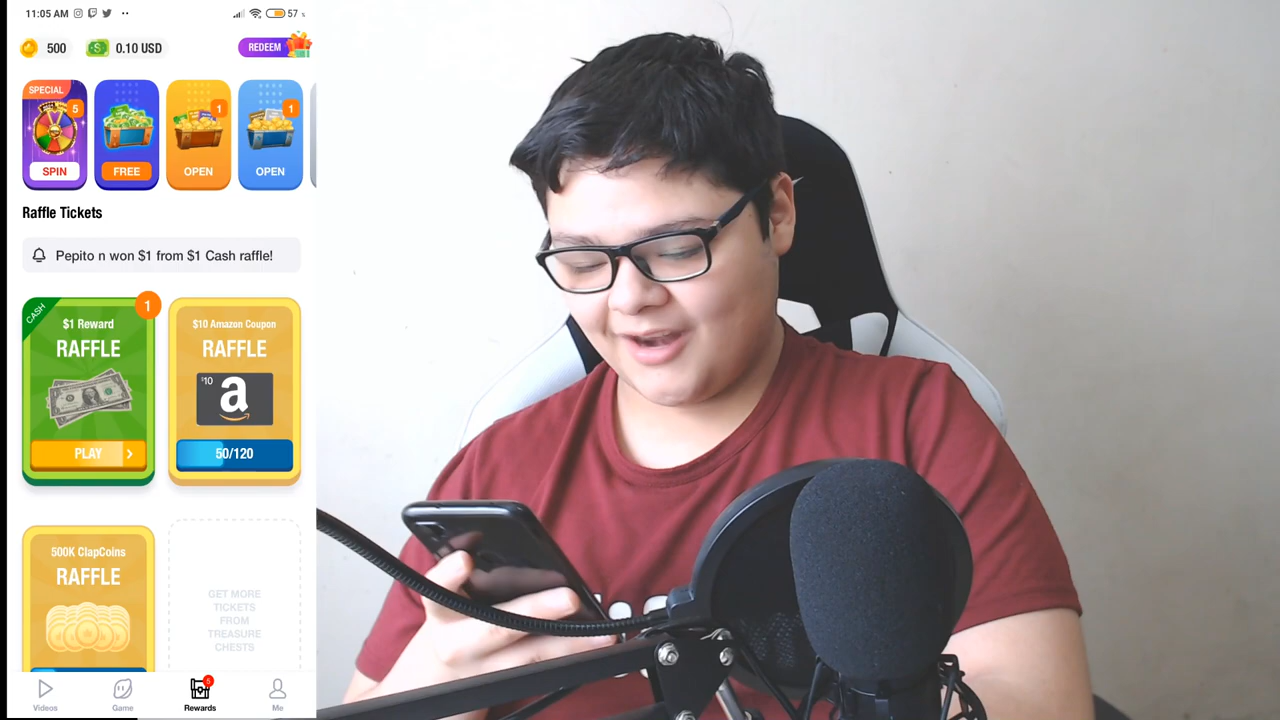 11:05 AM
57
500
0.10 USD
REDEEM
SPECIAL
5
1
1
SPIN
FREE
OPEN
OPEN
Raffle Tickets
Pepito n won $1 from $1 Cash raffle!
CASH
1
$1 Reward
RAFFLE
PLAY
$10 Amazon Coupon
RAFFLE
$10
a
50/120
500K ClapCoins
RAFFLE
GET MORE
TICKETS
FROM
TREASURE
CHESTS
Videos
Game
5
Rewards
Me